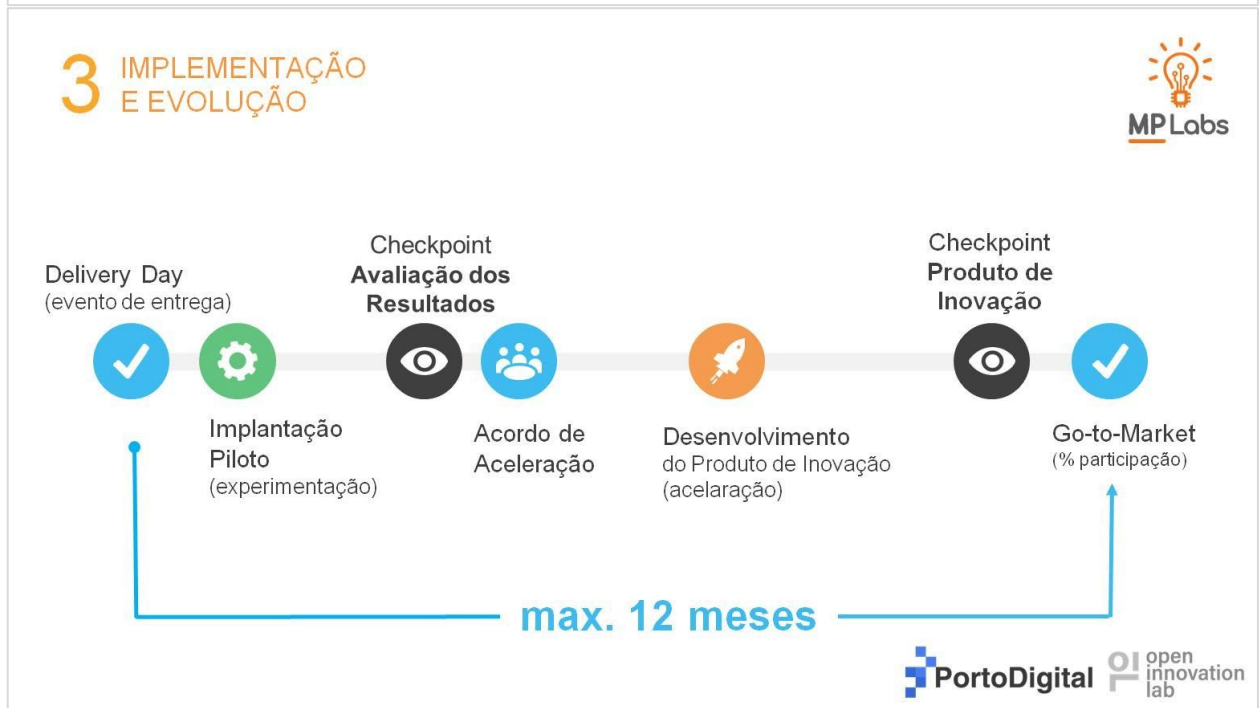 3 IMPLEMENTAÇÃO
E EVOLUÇÃO
MPLabs
Delivery Day
(evento de entrega)
Implantação
Piloto
(experimentação)
Checkpoint
Avaliação dos
Resultados
Acordo de
Aceleração
Desenvolvimento
do Produto de Inovação
(acelaração)
Checkpoint
Produto de
Inovação
Go-to-Market
(% participação)
max. 12 meses
PortoDigital
OIL
open
innovation
lab